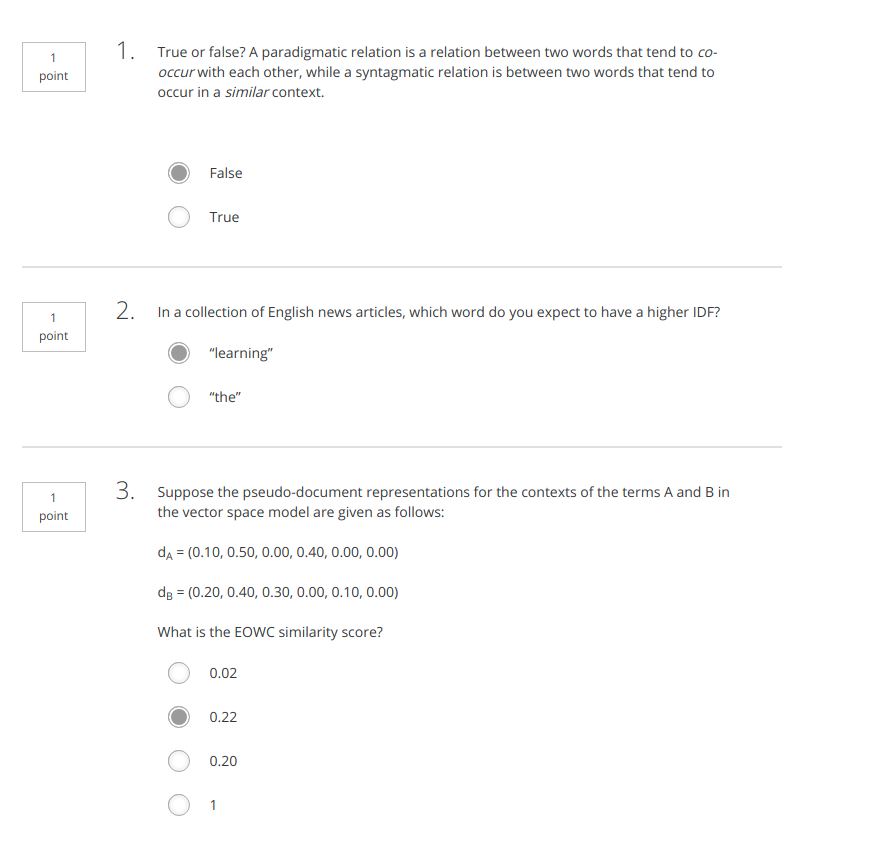 1 point
1. True or false? A paradigmatic relation is a relation between two words that tend to co-
occur with each other, while a syntagmatic relation is between two words that tend to
occur in a similar context.
False
True
1 point
2. In a collection of English news articles, which word do you expect to have a higher IDF?
“learning”
“the”
1 point
3. Suppose the pseudo-document representations for the contexts of the terms A and B in
the vector space model are given as follows:
dA = (0.10, 0.50, 0.00, 0.40, 0.00, 0.00)
dB = (0.20, 0.40, 0.30, 0.00, 0.10, 0.00)
What is the EOWC similarity score?
0.02
0.22
0.20
1